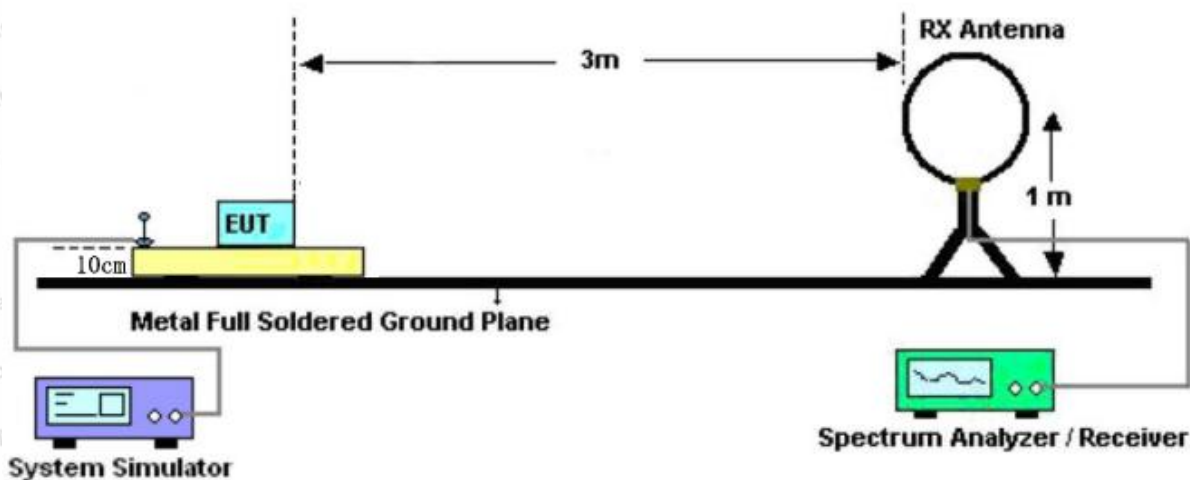 RX Antenna
3m
1 m
EUT
10cm
Metal Full Soldered Ground Plane
System Simulator
Spectrum Analyzer / Receiver